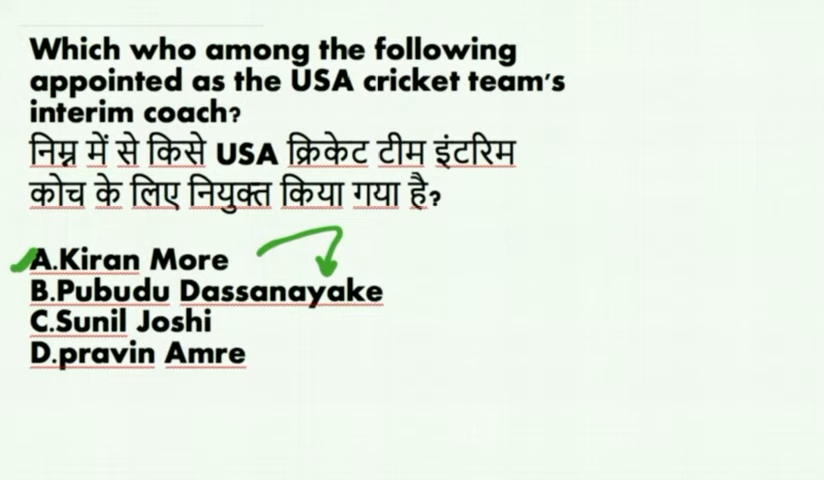 Which who among the following
appointed as the USA cricket team's
interim coach?
निम्न में से किसे USA क्रिकेट टीम इंटरिम
कोच के लिए नियुक्त किया गया है?
A.Kiran More
B.Pubudu Dassanayake
C.Sunil Joshi
D.pravin Amre